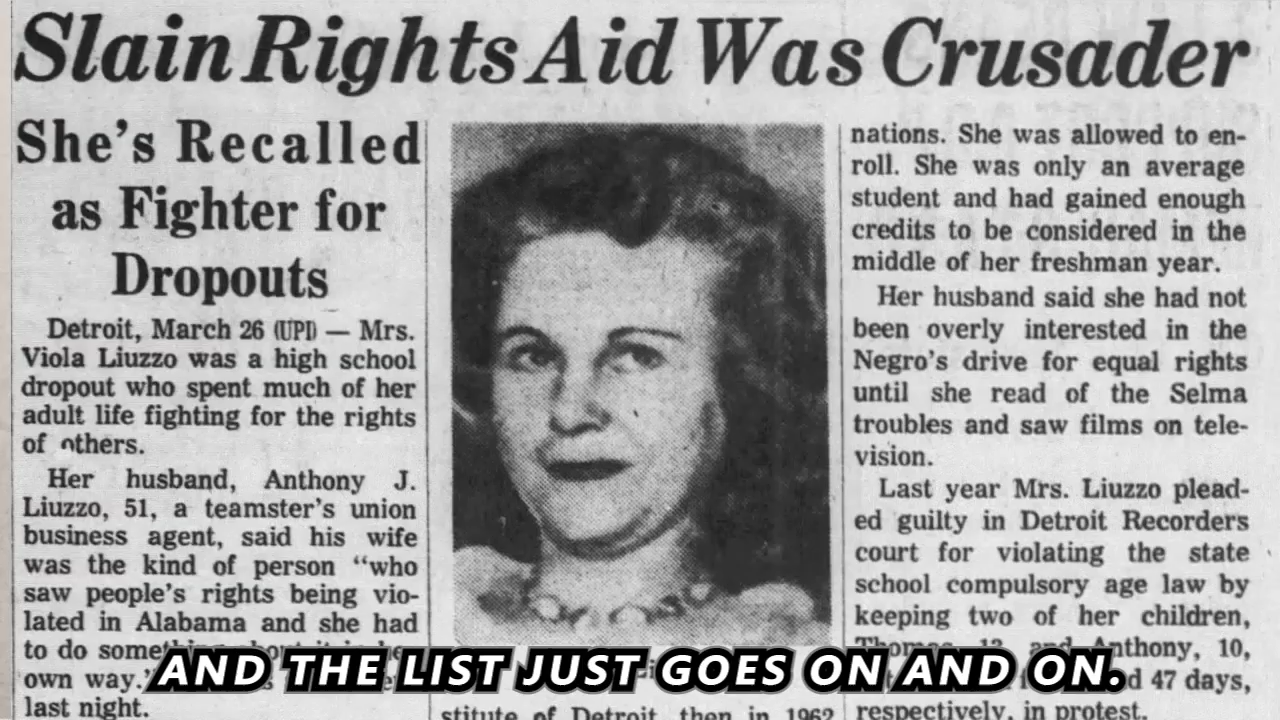 Slain Rights Aid Was Crusader
She's Recalled
as Fighter for
Dropouts
Detroit, March 26 (UPI) — Mrs.
Viola Liuzzo was a high school
dropout who spent much of her
adult life fighting for the rights
of others.
Her husband, Anthony J.
Liuzzo, 51, a teamster's union
business agent, said his wife
was the kind of person "who
saw people's rights being vio-
lated in Alabama and she had
to do something about it in her
own way."
last night.
stitute of Detroit, then in 1962
nations. She was allowed to en-
roll. She was only an average
student and had gained enough
credits to be considered in the
middle of her freshman year.
Her husband said she had not
been overly interested in the
Negro's drive for equal rights
until she read of the Selma
troubles and saw films on tele-
vision.
Last year Mrs. Liuzzo plead-
ed guilty in Detroit Recorders
court for violating the state
school compulsory age law by
keeping two of her children,
Thomas, 13, and Anthony, 10,
47 days,
respectively, in protest.
AND THE LIST JUST GOES ON AND ON.